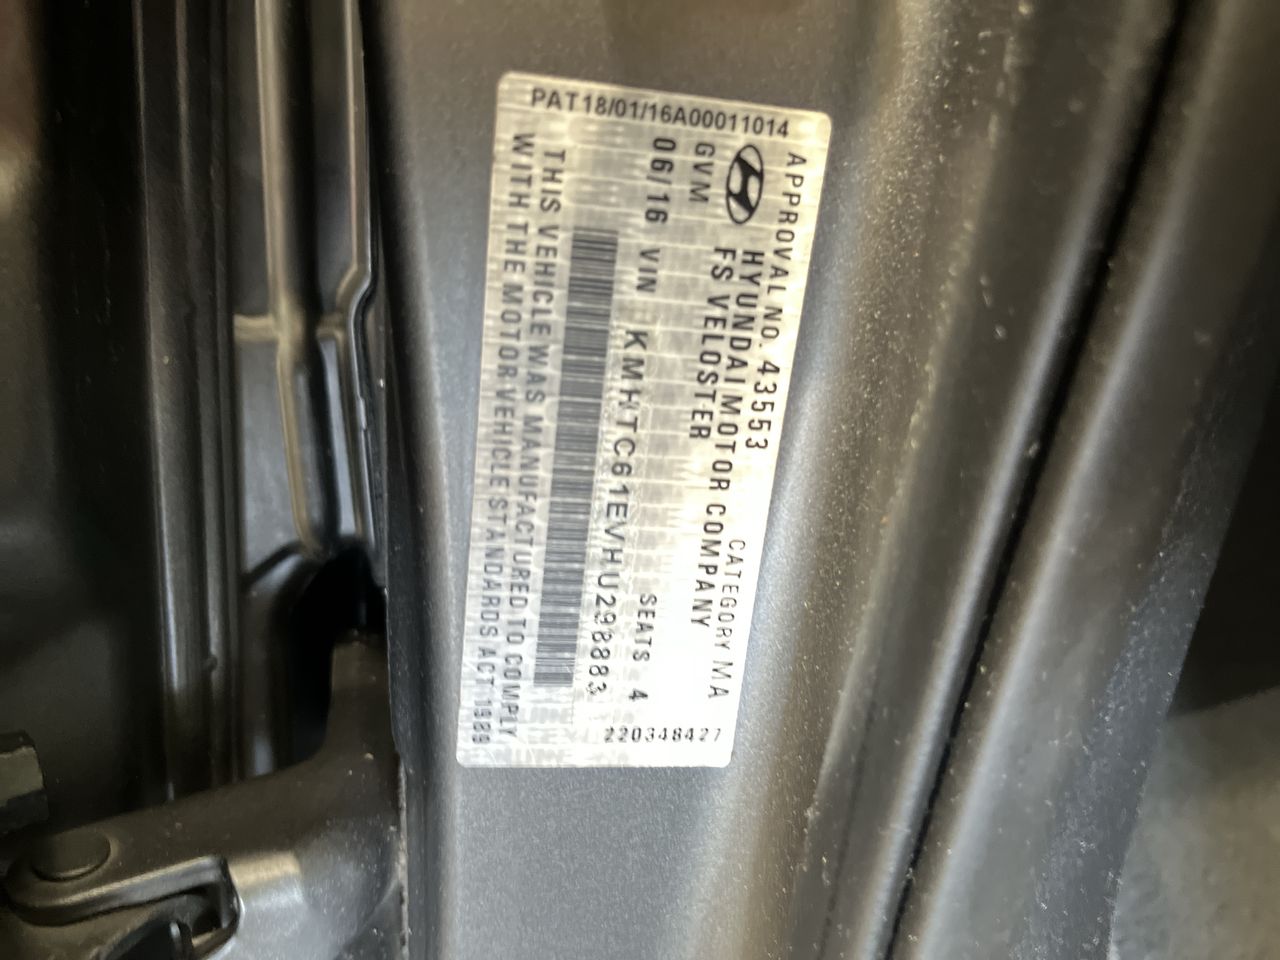 APPROVAL NO. 43553 CATEGORY MA
HYUNDAI MOTOR COMPANY
FS VELOSTER
GVM SEATS 4
06/16 VIN KMHTC61EVHU298883
THIS VEHICLE WAS MANUFACTURED TO COMPLY
WITH THE MOTOR VEHICLE STANDARDS ACT 1989
PAT18/01/16A00011014
220348427